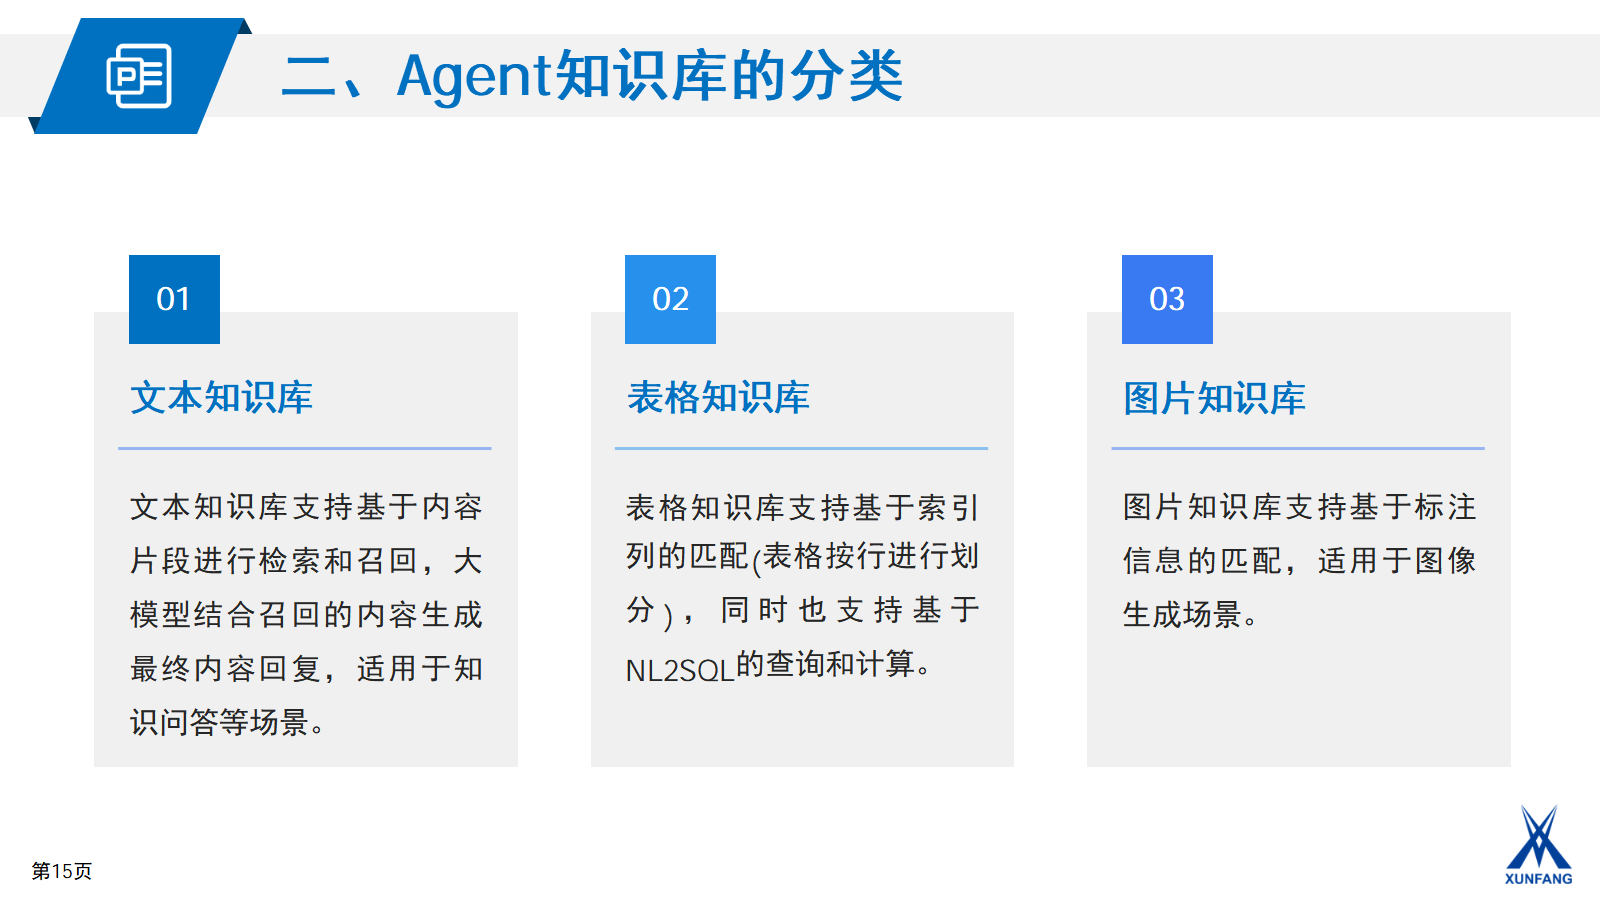 二、Agent知识库的分类
01
文本知识库
文本知识库支持基于内容
片段进行检索和召回，大
模型结合召回的内容生成
最终内容回复，适用于知
识问答等场景。
02
表格知识库
表格知识库支持基于索引
列的匹配(表格按行进行划
分)，同时也支持基于
NL2SQL的查询和计算。
03
图片知识库
图片知识库支持基于标注
信息的匹配，适用于图像
生成场景。
第15页
XUNFANG